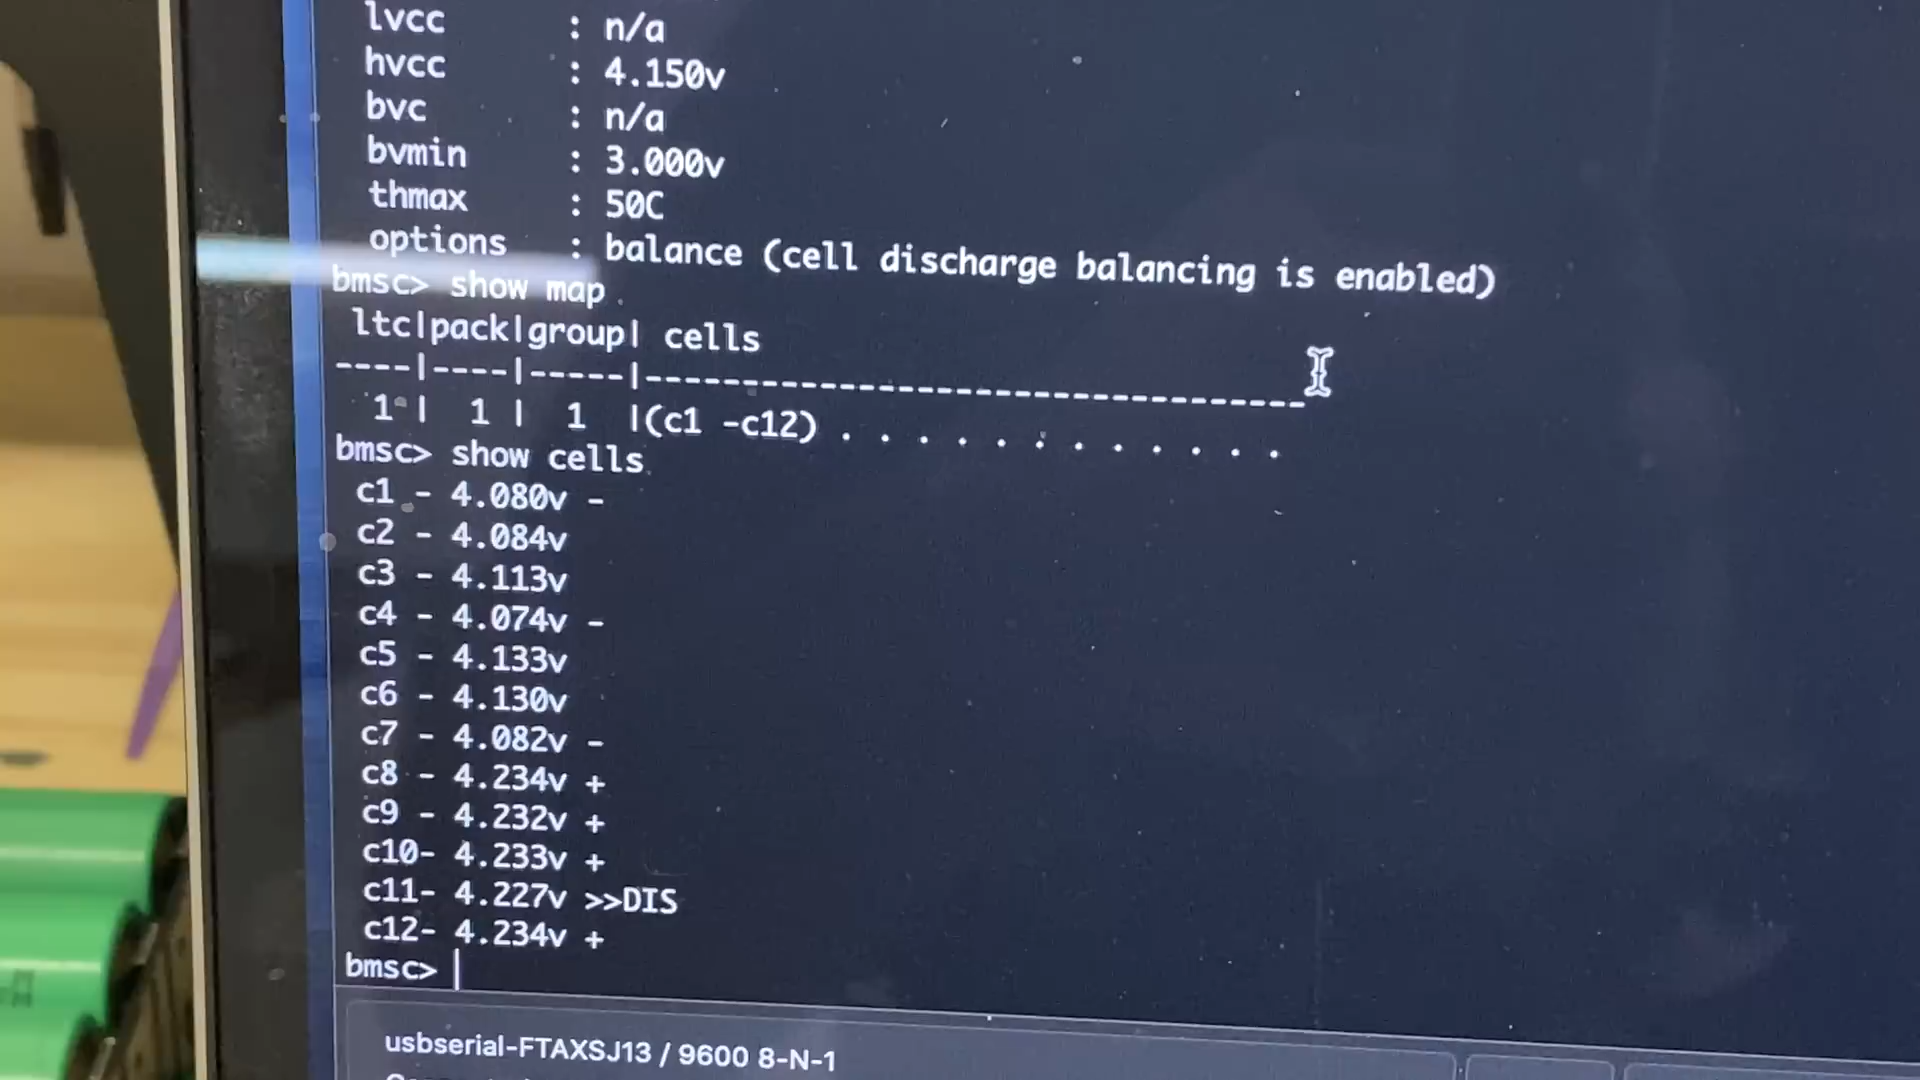 lvcc : n/a
hvcc : 4.150v
bvc : n/a
bvmin : 3.000v
thmax : 50C
options : balance (cell discharge balancing is enabled)
bmsc> show map
ltc|pack|group| cells
----|----|-----|----------------------------------
1 | 1 | 1 |(c1 -c12) . . . . . . . . . . . .
bmsc> show cells
c1 - 4.080v -
c2 - 4.084v
c3 - 4.113v
c4 - 4.074v -
c5 - 4.133v
c6 - 4.130v
c7 - 4.082v -
c8 - 4.234v +
c9 - 4.232v +
c10- 4.233v +
c11- 4.227v >>DIS
c12- 4.234v +
bmsc>
usbserial-FTAXSJ13 / 9600 8-N-1